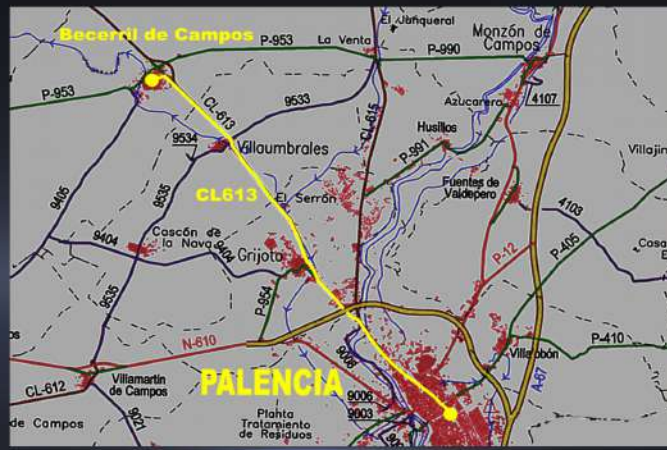 El Junqueral
Monzón de
Campos
Becerril de Campos
P-953
La Venta
P-990
Azucarera
4107
P-953
CL-613
9533
CL-615
Husillos
9534
Villaumbrales
P-991
Villajin
Fuentes de
Valdepero
9405
9535
CL613
El Serrón
4103
P-405
Casa
Cascón de
la Nava
9404
9404
Grijota
P-12
9535
P-954
N-610
9006
Villalobón
P-410
A-67
PALENCIA
CL-612
Villamartín
de Campos
9006
9003
9021
Planta
Tratamiento
de Residuos
de Campos